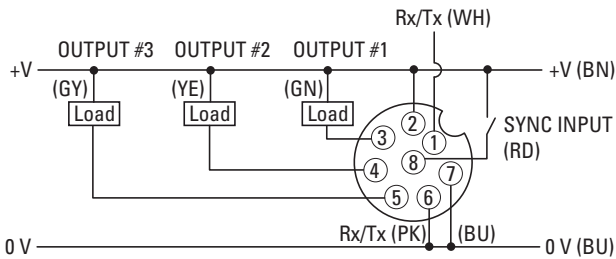 Rx/Tx (WH)
OUTPUT #3 OUTPUT #2 OUTPUT #1
+V +V (BN)
(GY) (YE) (GN)
Load Load Load
2
1
3
8
4
7
5
6
SYNC INPUT
(RD)
Rx/Tx (PK) (BU)
0 V 0 V (BU)